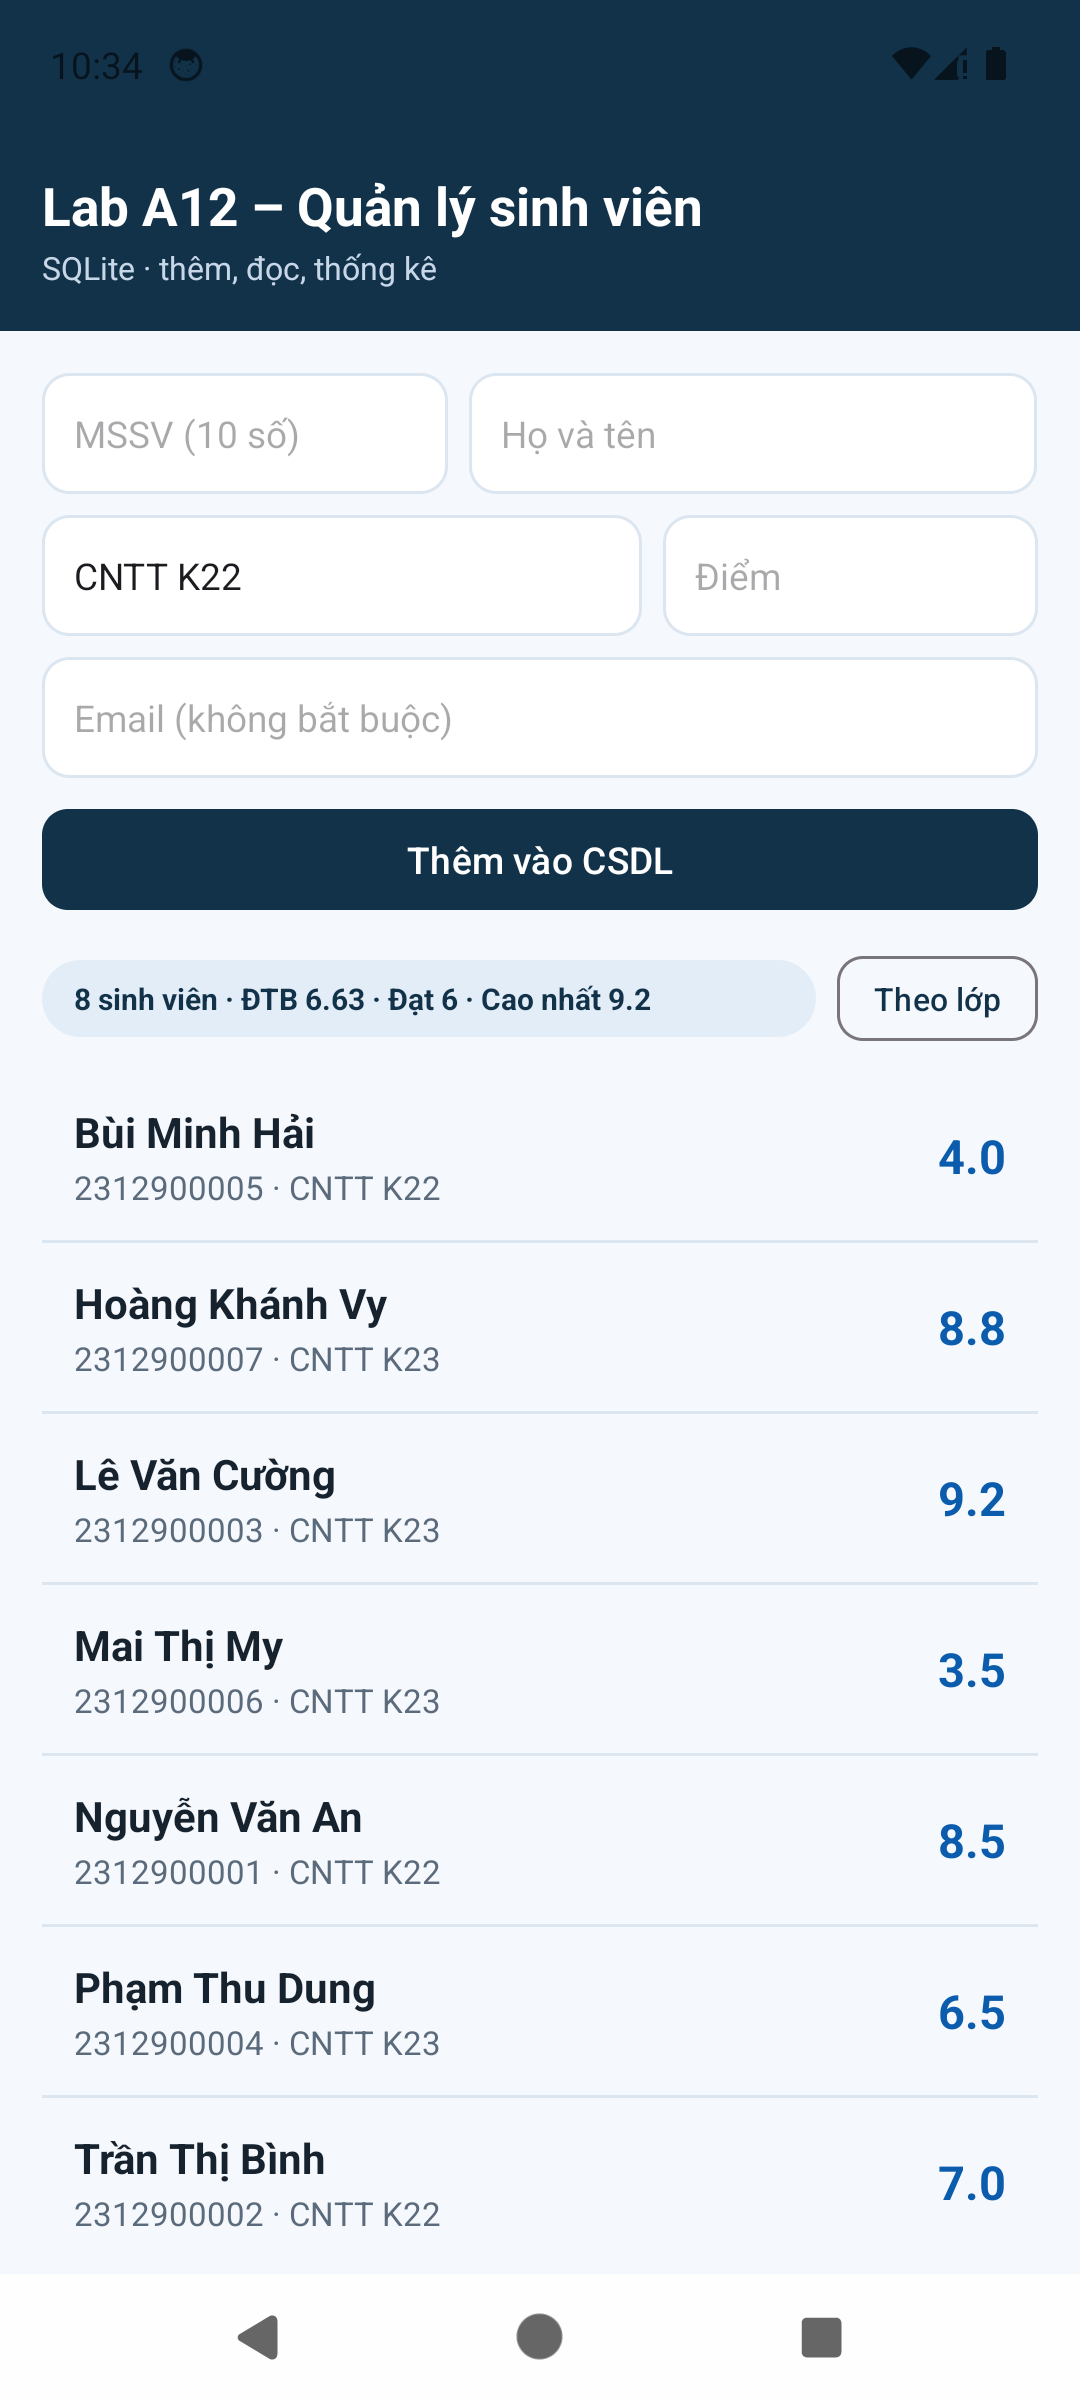 10:34
Lab A12 – Quản lý sinh viên
SQLite · thêm, đọc, thống kê
MSSV (10 số) Họ và tên
CNTT K22 Điểm
Email (không bắt buộc)
Thêm vào CSDL
8 sinh viên · ĐTB 6.63 · Đạt 6 · Cao nhất 9.2 Theo lớp
Bùi Minh Hải
4.0
2312900005 · CNTT K22
Hoàng Khánh Vy
8.8
2312900007 · CNTT K23
Lê Văn Cường
9.2
2312900003 · CNTT K23
Mai Thị My
3.5
2312900006 · CNTT K23
Nguyễn Văn An
8.5
2312900001 · CNTT K22
Phạm Thu Dung
6.5
2312900004 · CNTT K23
Trần Thị Bình
7.0
2312900002 · CNTT K22